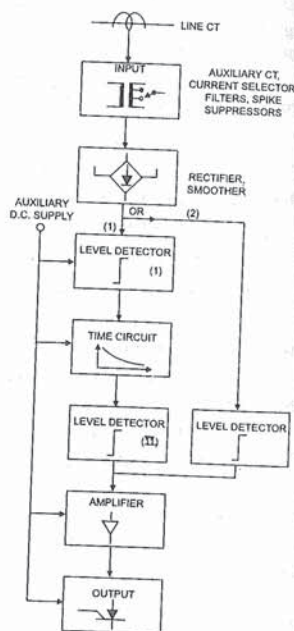 LINE CT
INPUT
AUXILIARY CT,
CURRENT SELECTOR
FILTERS, SPIKE
SUPPRESSORS
RECTIFIER,
SMOOTHER
AUXILIARY
D.C. SUPPLY
(1)
OR
(2)
LEVEL DETECTOR
(1)
TIME CIRCUIT
LEVEL DETECTOR
(11)
LEVEL DETECTOR
AMPLIFIER
OUTPUT